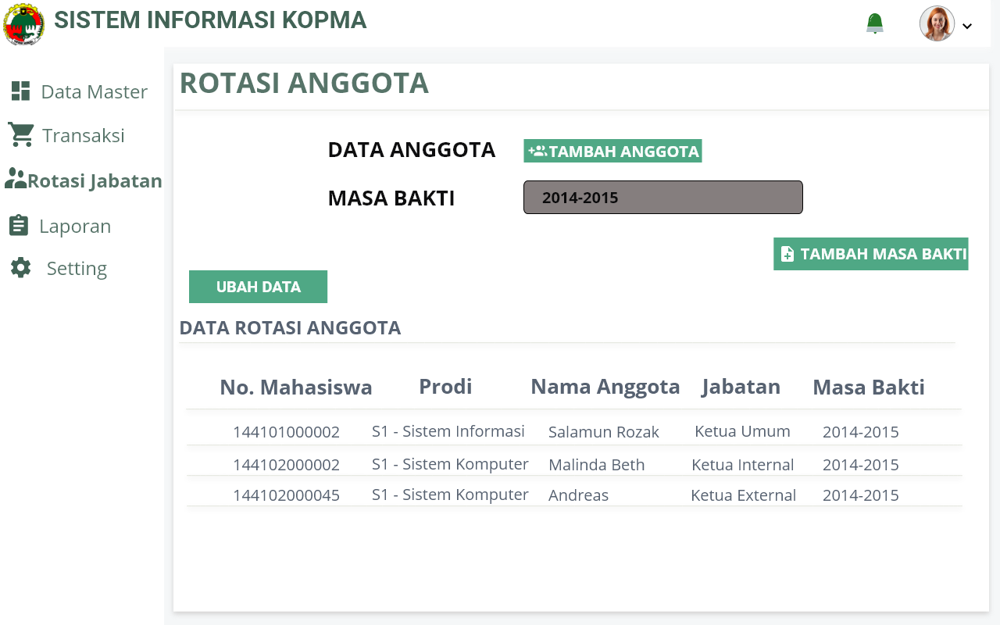 SISTEM INFORMASI KOPMA
Data Master
Transaksi
Rotasi Jabatan
Laporan
Setting
ROTASI ANGGOTA
DATA ANGGOTA TAMBAH ANGGOTA
MASA BAKTI 2014-2015
TAMBAH MASA BAKTI
UBAH DATA
DATA ROTASI ANGGOTA
No. Mahasiswa Prodi Nama Anggota Jabatan Masa Bakti
144101000002 S1 - Sistem Informasi Salamun Rozak Ketua Umum 2014-2015
144102000002 S1 - Sistem Komputer Malinda Beth Ketua Internal 2014-2015
144102000045 S1 - Sistem Komputer Andreas Ketua External 2014-2015